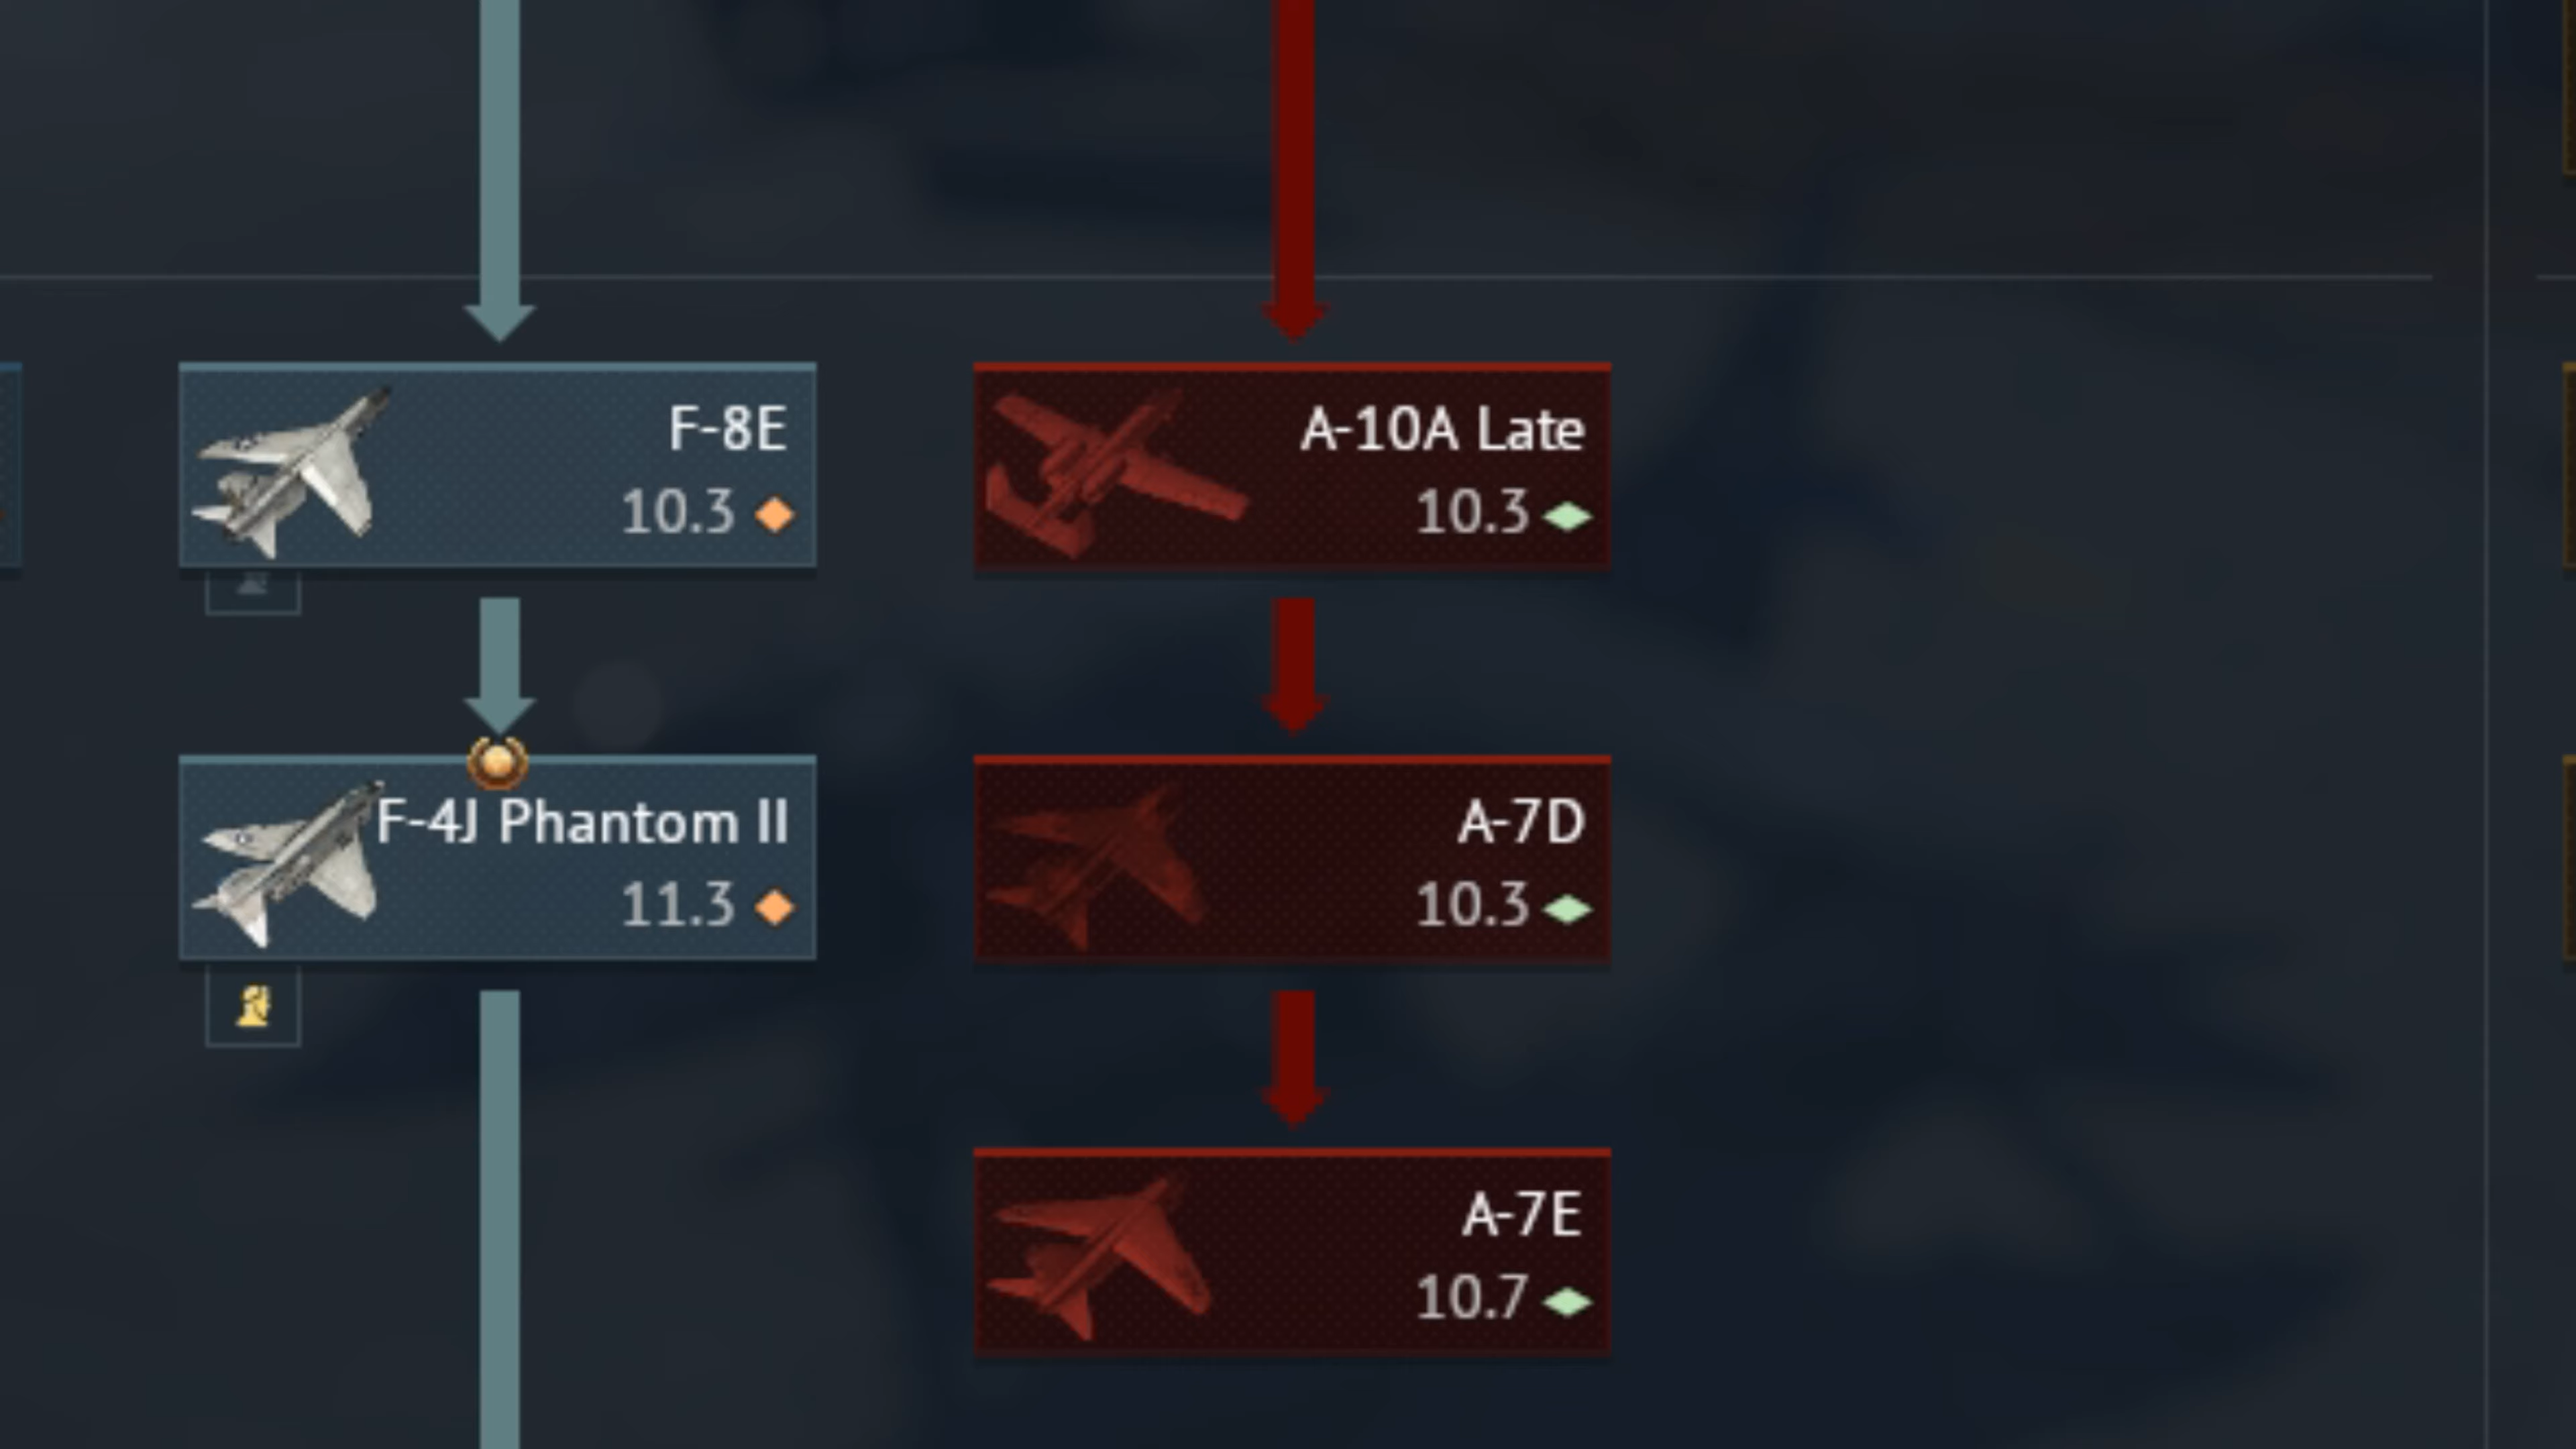 F-8E
10.3
A-10A Late
10.3
F-4J Phantom II
11.3
A-7D
10.3
A-7E
10.7